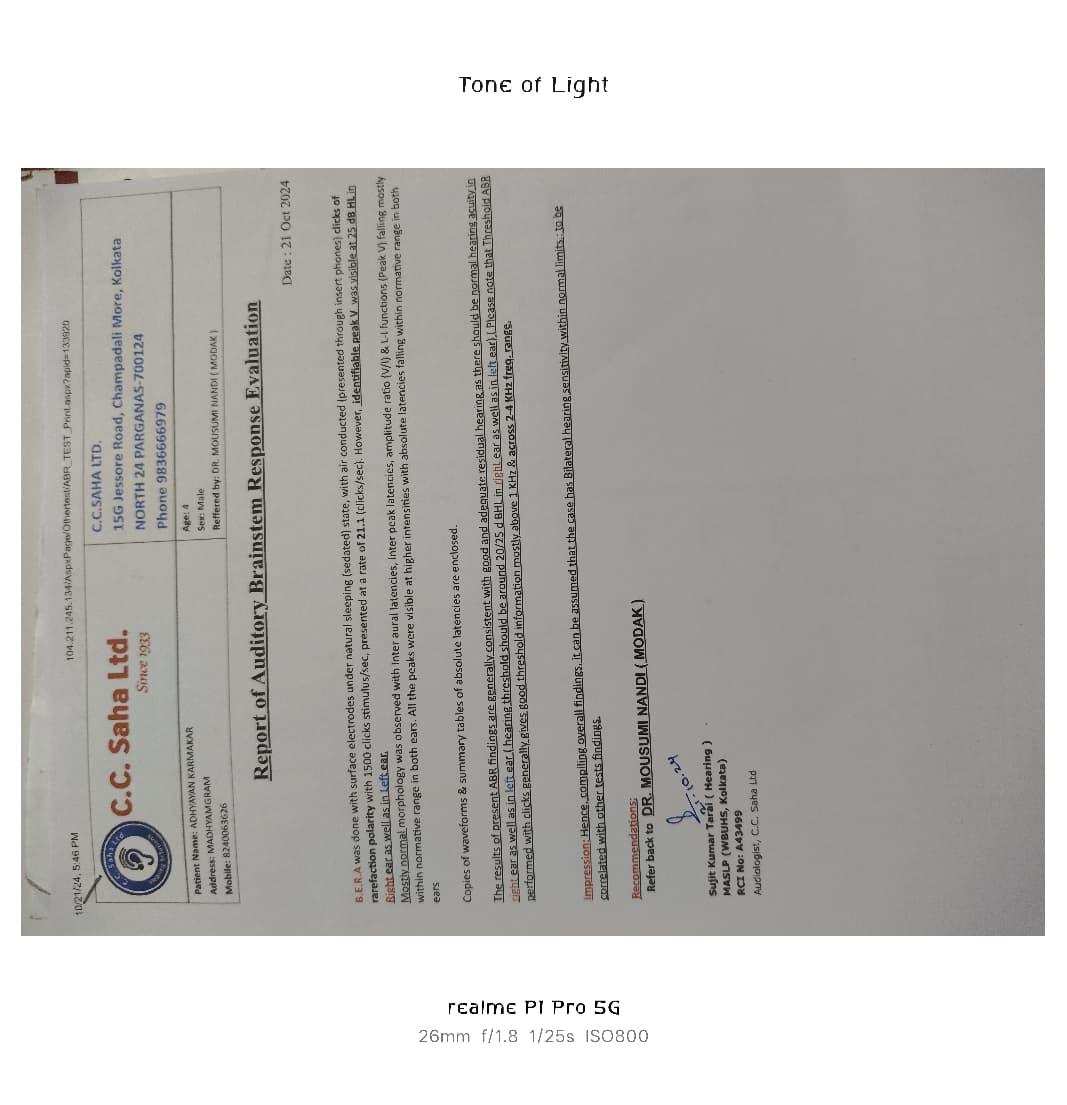 Tone of Light
10/21/24, 5:46 PM
104.211.245.134/AspxPage/Othertest/ABR_TEST_Print.aspx?apid=133920
C.C. Saha Ltd.
Since 1933
C.C.SAHA LTD.
15G Jessore Road, Champadali More, Kolkata
NORTH 24 PARGANAS-700124
Phone 9836666979
Patient Name: ADHYAYAN KARMAKAR
Address: MADHYAMGRAM
Mobile: 8240063626
Age: 4
Sex: Male
Reffered by: DR. MOUSUMI NANDI ( MODAK )
Report of Auditory Brainstem Response Evaluation
Date : 21 Oct 2024
B.E.R.A was done with surface electrodes under natural sleeping (sedated) state, with air conducted (presented through insert phones) clicks of
rarefaction polarity with 1500 clicks stimulus/sec, presented at a rate of 21.1 (clicks/sec). However, identifiable peak V was visible at 25 dB HL in
Right ear as well as in Left ear.
Mostly normal morphology was observed with Inter aural latencies, Inter peak latencies, amplitude ratio (V/I) & L-I functions (Peak V) falling mostly
within normative range in both ears. All the peaks were visible at higher intensities with absolute latencies falling within normative range in both
ears
Copies of waveforms & summary tables of absolute latencies are enclosed.
The results of present ABR findings are generally consistent with good and adequate residual hearing as there should be normal hearing acuity in
right ear as well as in left ear ( hearing threshold should be around 20/25 d BHL in right ear as well as in left ear).( Please note that Threshold ABR
performed with clicks generally gives good threshold information mostly above 1 KHz & across 2-4 KHz freq. range.
Impression: Hence, compiling overall findings, it can be assumed that the case has Bilateral hearing sensitivity within normal limits : to be
correlated with other tests findings.
Recommendations:
Refer back to DR. MOUSUMI NANDI ( MODAK )
Sujit Kumar Tarai ( Hearing )
MASLP (WBUHS, Kolkata)
RCI No: A43499
Audiologist, C.C. Saha Ltd
realme P1 Pro 5G
26mm f/1.8 1/25s ISO800